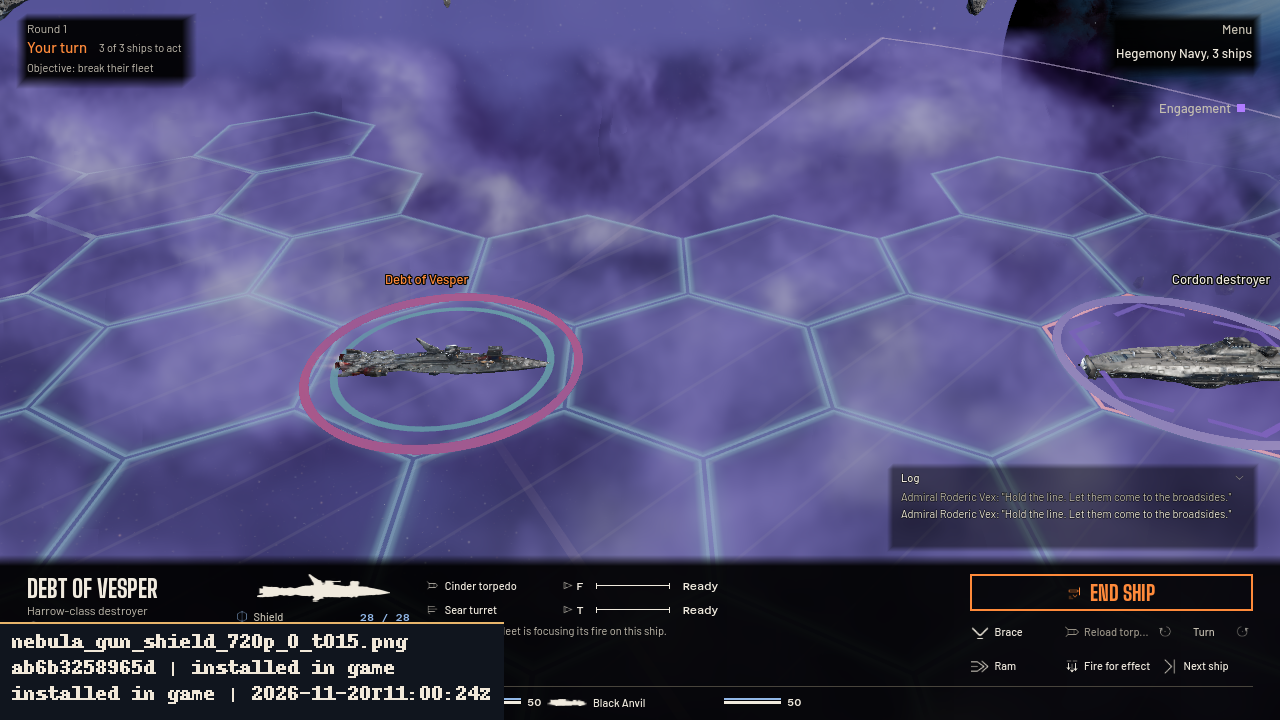 Round 1
Your turn 3 of 3 ships to act
Objective: break their fleet
Menu
Hegemony Navy, 3 ships
Engagement
Debt of Vesper
Cordon destroyer
Log
Admiral Roderic Vex: "Hold the line. Let them come to the broadsides."
Admiral Roderic Vex: "Hold the line. Let them come to the broadsides."
DEBT OF VESPER
Harrow-class destroyer
Shield 28 / 28
Cinder torpedo F Ready
Sear turret T Ready
leet is focusing its fire on this ship.
END SHIP
Brace Reload torp... Turn
Ram Fire for effect Next ship
50 Black Anvil 50
nebula_gun_shield_720p_0_t015.png
ab6b3258965d | installed in game
installed in game | 2026-11-20T11:00:24Z